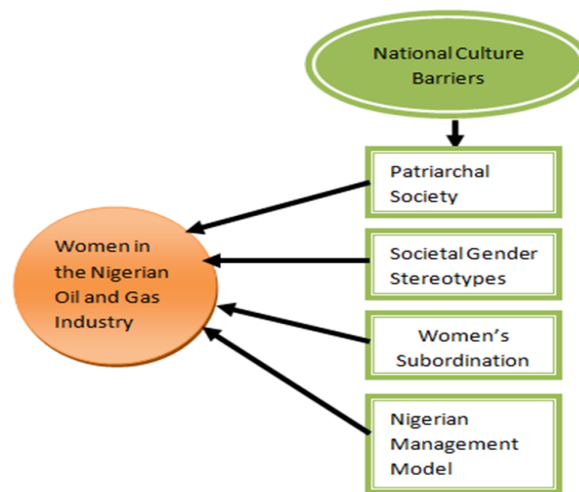 National Culture
Barriers
Patriarchal
Society
Women in
the Nigerian
Oil and Gas
Industry
Societal Gender
Stereotypes
Women's
Subordination
Nigerian
Management
Model